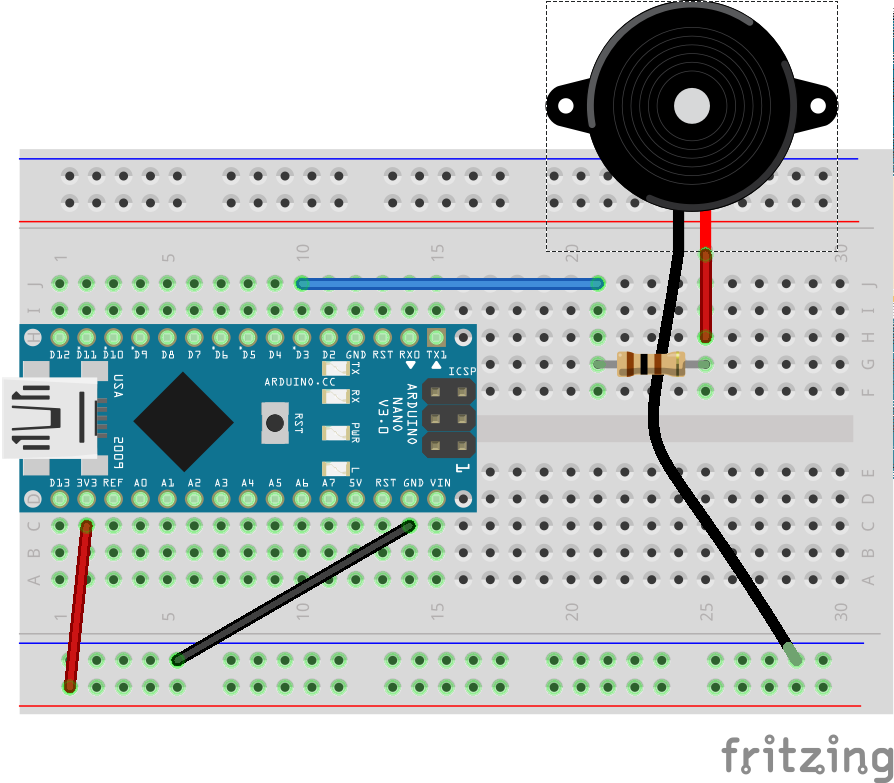 1 5 10 15 20 25 30
J J
I I
H H
D12 D11 D10 D9 D8 D7 D6 D5 D4 D3 D2 GND RST RX0 TX1
G G
TX
ICSP
ARDUINO.CC
USA
RX
ARDUINO
NANO
V3.0
F F
RST
PWR
2009
L
1
E E
D13 3V3 REF A0 A1 A2 A3 A4 A5 A6 A7 5V RST GND VIN
D D
C C
B B
A A
1 5 10 15 20 25 30
fritzing